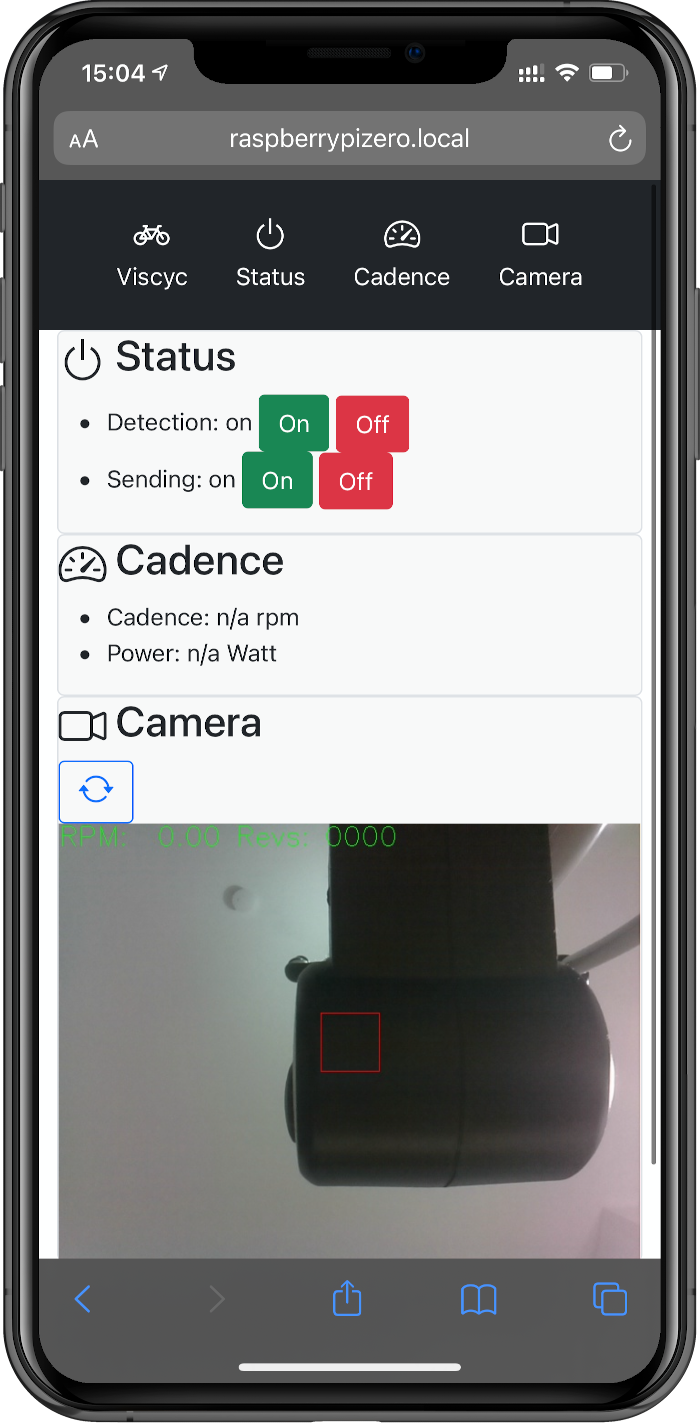 15:04
AA raspberrypizero.local
Viscyc Status Cadence Camera
Status
Detection: on On Off
Sending: on On Off
Cadence
Cadence: n/a rpm
Power: n/a Watt
Camera
RPM: 0.00 Revs: 0000